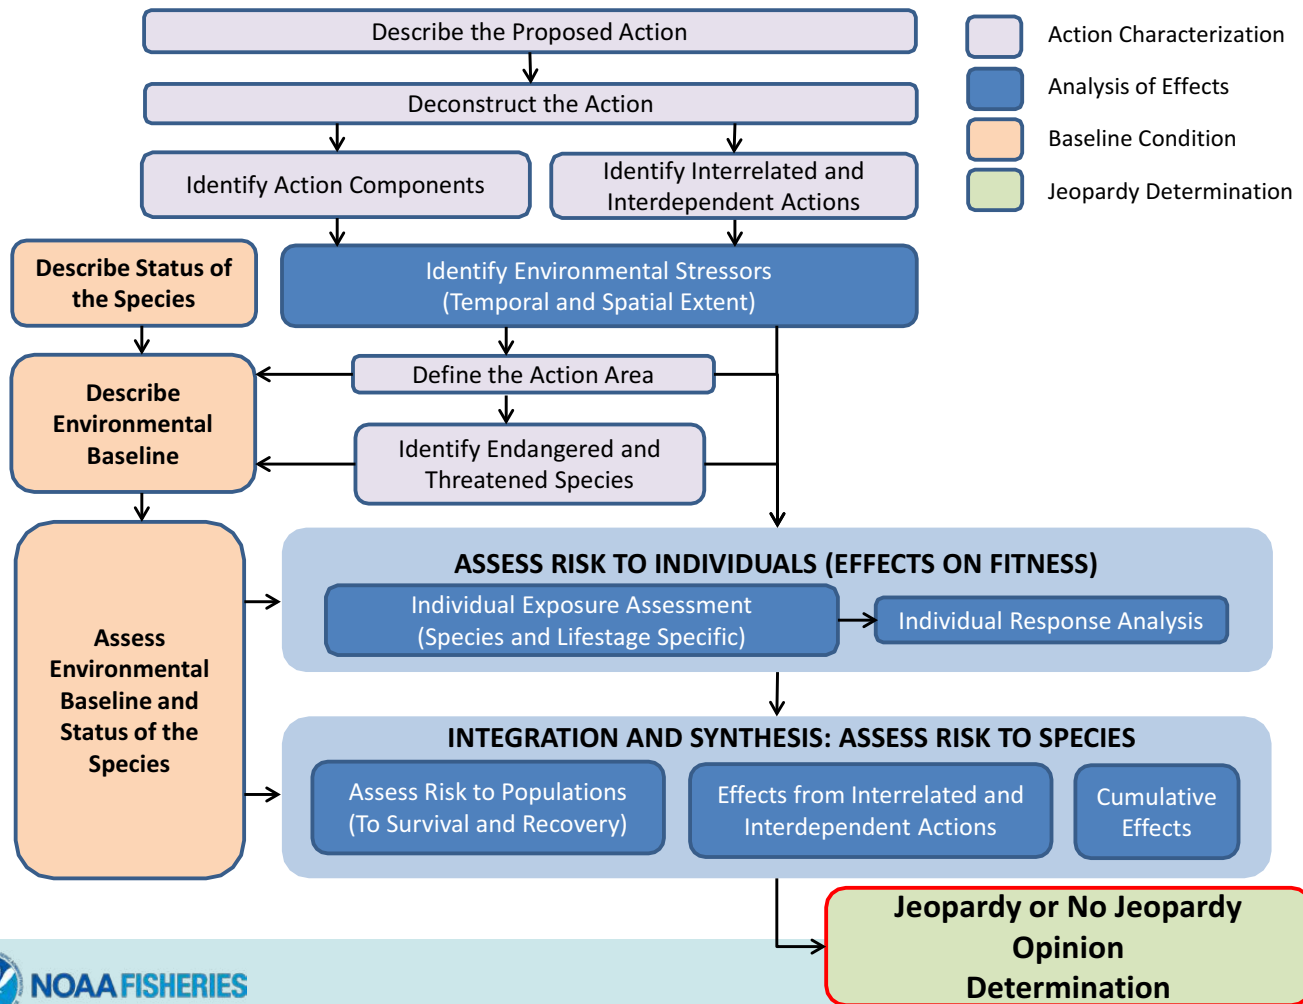 Describe the Proposed Action
Deconstruct the Action
Identify Action Components
Identify Interrelated and
Interdependent Actions
Action Characterization
Analysis of Effects
Baseline Condition
Jeopardy Determination
Describe Status of
the Species
Identify Environmental Stressors
(Temporal and Spatial Extent)
Define the Action Area
Describe
Environmental
Baseline
Identify Endangered and
Threatened Species
Assess
Environmental
Baseline and
Status of the
Species
ASSESS RISK TO INDIVIDUALS (EFFECTS ON FITNESS)
Individual Exposure Assessment
(Species and Lifestage Specific)
Individual Response Analysis
INTEGRATION AND SYNTHESIS: ASSESS RISK TO SPECIES
Assess Risk to Populations
(To Survival and Recovery)
Effects from Interrelated and
Interdependent Actions
Cumulative
Effects
Jeopardy or No Jeopardy
Opinion
Determination
NOAA FISHERIES